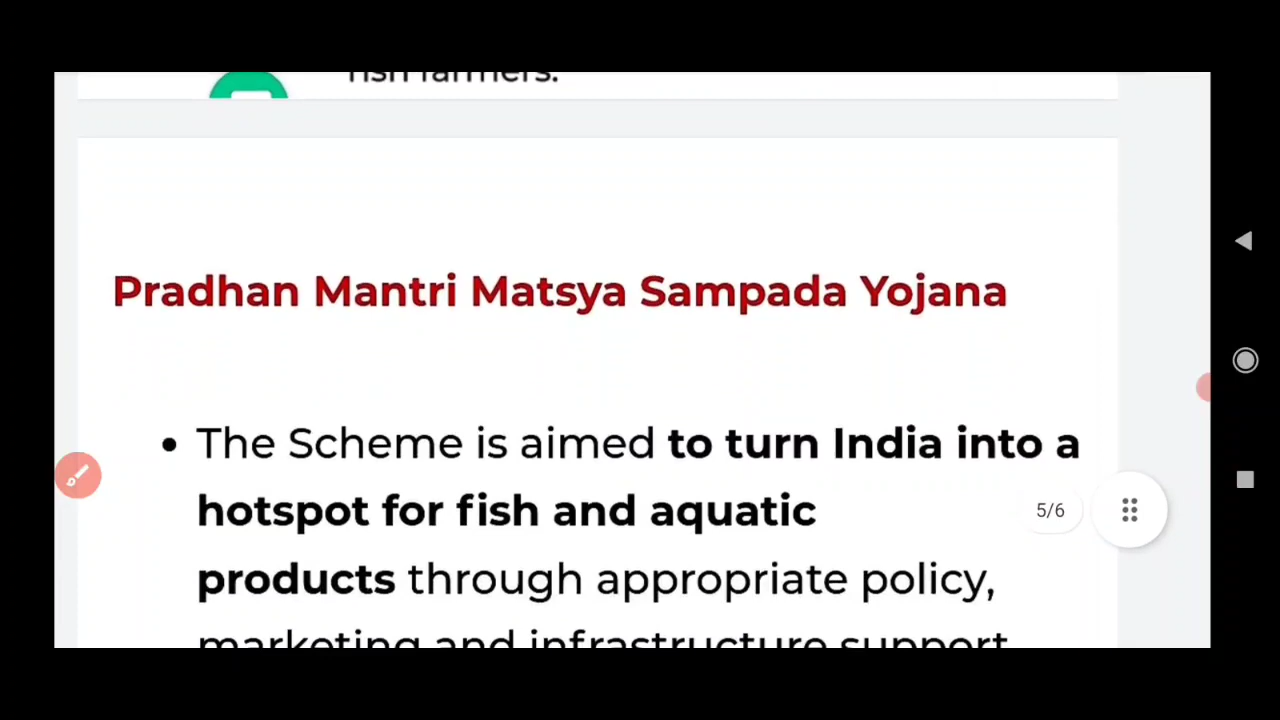 fish farmers.
Pradhan Mantri Matsya Sampada Yojana
• The Scheme is aimed to turn India into a
hotspot for fish and aquatic
products through appropriate policy,
marketing and infrastructure support
5/6